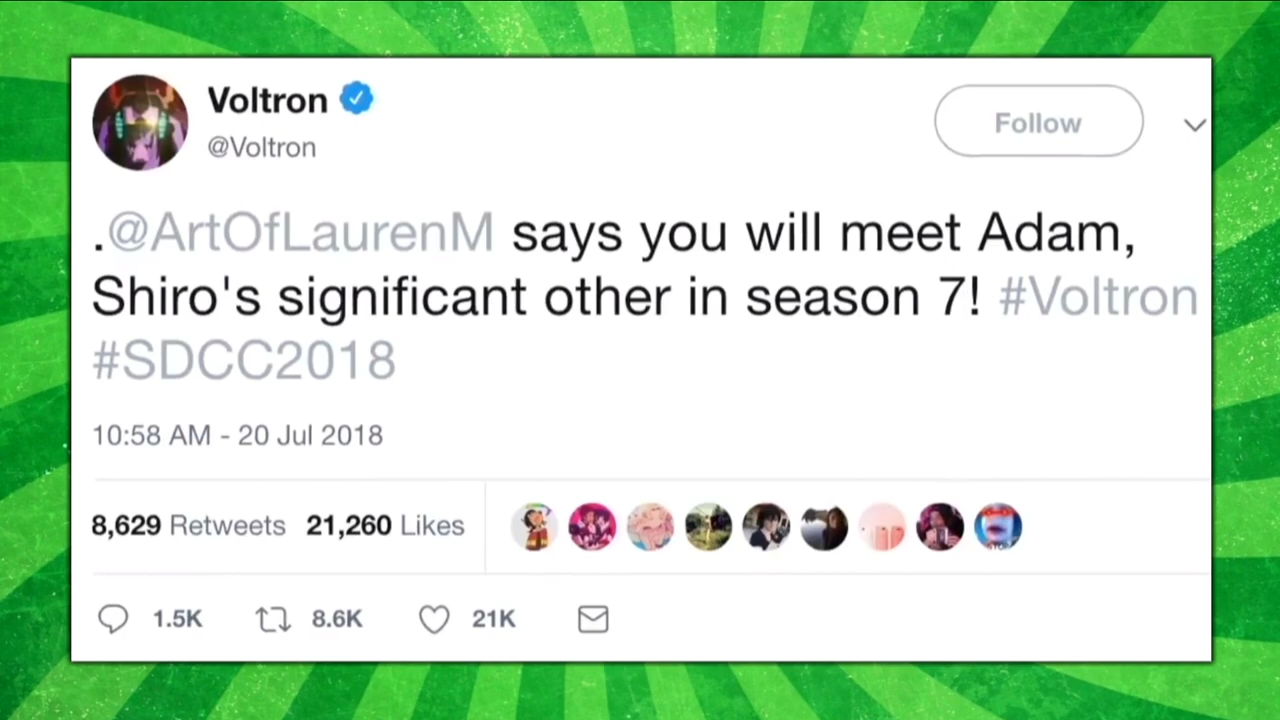 Voltron
@Voltron
Follow
.@ArtOfLaurenM says you will meet Adam,
Shiro's significant other in season 7! #Voltron
#SDCC2018
10:58 AM - 20 Jul 2018
8,629 Retweets 21,260 Likes
1.5K 8.6K 21K